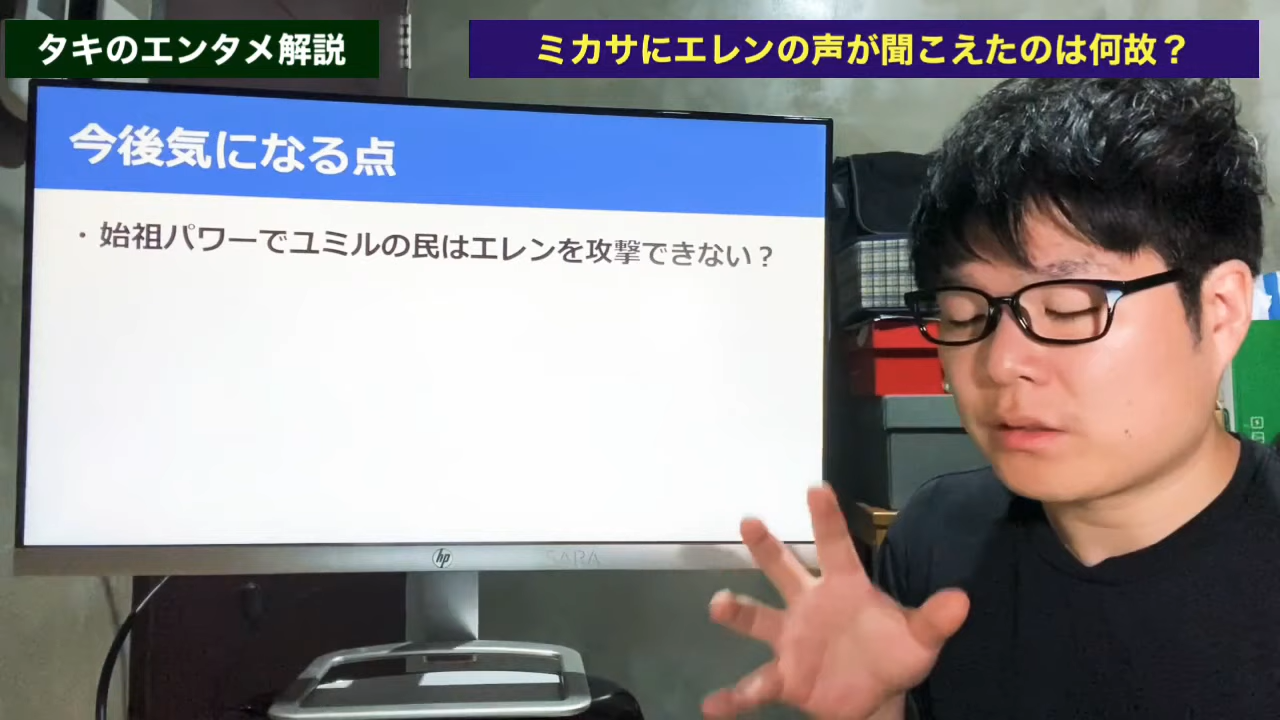 タキのエンタメ解説
ミカサにエレンの声が聞こえたのは何故？
今後気になる点
・始祖パワーでユミルの民はエレンを攻撃できない？
hp